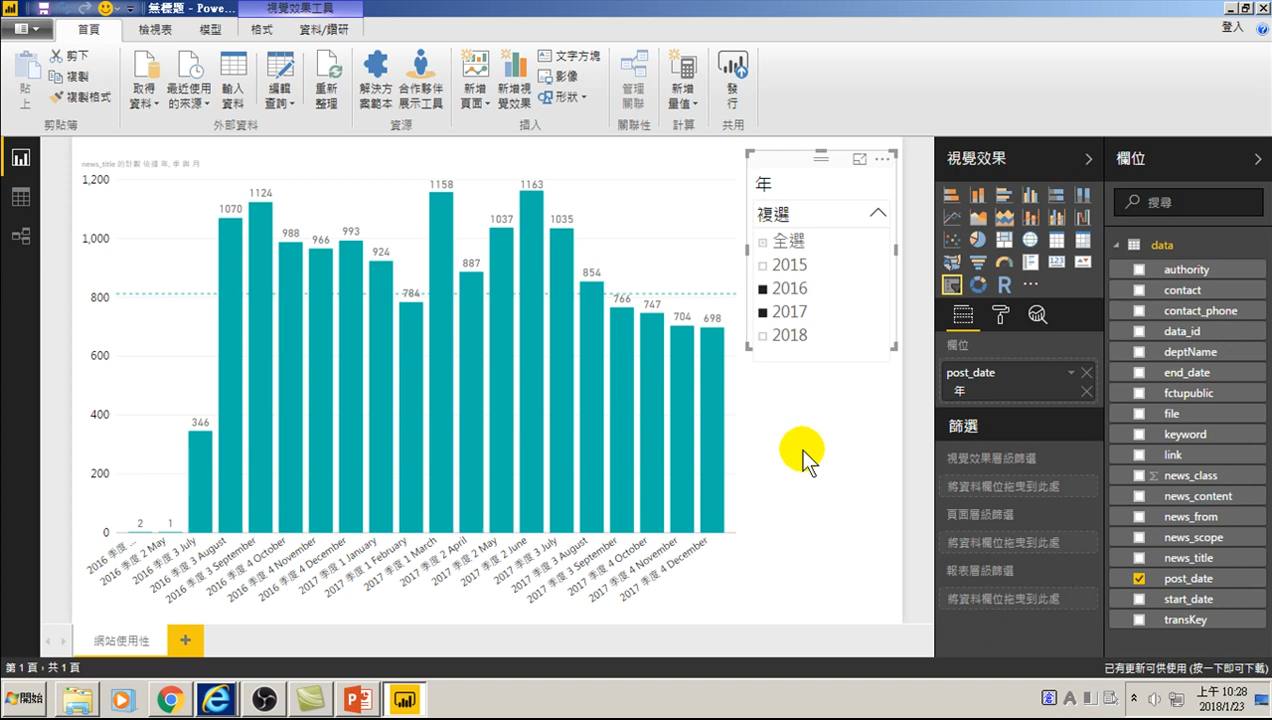 無標題 - Powe...
視覺效果工具
首頁
檢視表
模型
格式
資料/鑽研
登入
貼上
剪下
複製
複製格式
剪貼簿
取得資料
最近使用的來源
輸入資料
編輯查詢
外部資料
重新整理
解決方案範本
合作夥伴展示工具
資源
新增頁面
新增視覺效果
文字方塊
影像
形狀
插入
管理關聯
關聯性
新增量值
計算
發行
共用
news_title 的計數 依據 年, 季 與 月
1,200
1,000
800
600
400
200
0
2
1
346
1070
1124
988
966
993
924
784
1158
887
1037
1163
1035
854
766
747
704
698
2016 季度 ...
2016 季度 2 May
2016 季度 3 July
2016 季度 3 August
2016 季度 3 September
2016 季度 4 October
2016 季度 4 November
2016 季度 4 December
2017 季度 1 January
2017 季度 1 February
2017 季度 1 March
2017 季度 2 April
2017 季度 2 May
2017 季度 2 June
2017 季度 3 July
2017 季度 3 August
2017 季度 3 September
2017 季度 4 October
2017 季度 4 November
2017 季度 4 December
年
複選
全選
2015
2016
2017
2018
視覺效果
R
123
欄位
post_date
年
篩選
視覺效果層級篩選
將資料欄位拖曳到此處
頁面層級篩選
將資料欄位拖曳到此處
報表層級篩選
將資料欄位拖曳到此處
欄位
搜尋
data
authority
contact
contact_phone
data_id
deptName
end_date
fctupublic
file
keyword
link
Σ news_class
news_content
news_from
news_scope
news_title
post_date
start_date
transKey
網站使用性
第 1 頁，共 1 頁
已有更新可供使用 (按一下即可下載)
開始
上午 10:28
2018/1/23